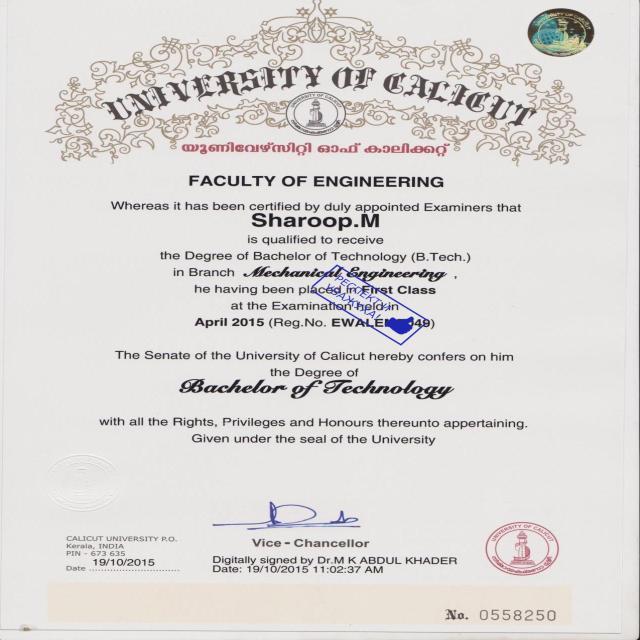 UNIVERSITY OF CALICUT
യൂണിവേഴ്സിറ്റി ഓഫ് കാലിക്കറ്റ്
FACULTY OF ENGINEERING
Whereas it has been certified by duly appointed Examiners that
Sharoop.M
is qualified to receive
the Degree of Bachelor of Technology (B.Tech.)
in Branch Mechanical Engineering ,
he having been placed in First Class
at the Examination held in
April 2015 (Reg.No. 049)
РЕСПЕКТУ
УВАЖУХА!
The Senate of the University of Calicut hereby confers on him
the Degree of
Bachelor of Technology
with all the Rights, Privileges and Honours thereunto appertaining.
Given under the seal of the University
CALICUT UNIVERSITY P.O.
Kerala, INDIA
PIN - 673 635
Date 19/10/2015
Vice - Chancellor
Digitally signed by Dr.M K ABDUL KHADER
Date: 19/10/2015 11:02:37 AM
UNIVERSITY OF CALICUT
No. 0558250